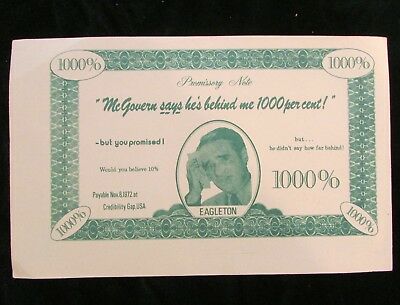 1000% 1000%
Promissory Note
"McGovern says he's behind me 1000 per cent!"
-but you promised!
but...
he didn't say how far behind!
Would you believe 10%
1000%
Payable Nov. 8, 1972 at
Credibility Gap, USA
EAGLETON
1000% 1000%